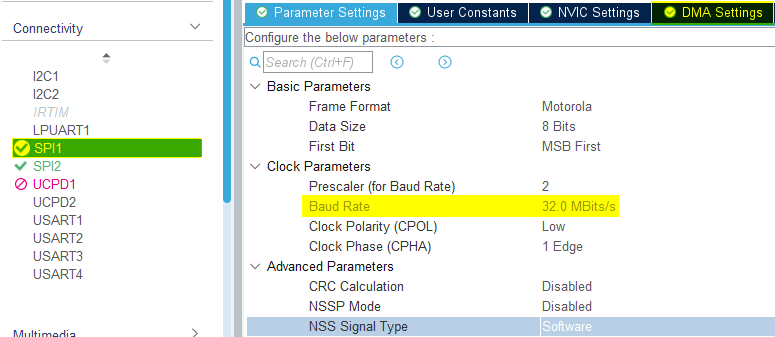 Connectivity
I2C1
I2C2
IRTIM
LPUART1
SPI1
SPI2
UCPD1
UCPD2
USART1
USART2
USART3
USART4
Multimedia
Parameter Settings
User Constants
NVIC Settings
DMA Settings
Configure the below parameters :
Search (Ctrl+F)
Basic Parameters
Frame Format Motorola
Data Size 8 Bits
First Bit MSB First
Clock Parameters
Prescaler (for Baud Rate) 2
Baud Rate 32.0 MBits/s
Clock Polarity (CPOL) Low
Clock Phase (CPHA) 1 Edge
Advanced Parameters
CRC Calculation Disabled
NSSP Mode Disabled
NSS Signal Type Software